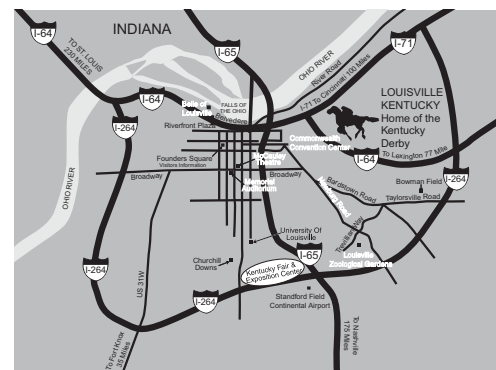 INDIANA
I-64
I-65
I-71
TO ST. LOUIS
230 MILES
OHIO RIVER
River Road
I-71 To Cincinnati 100 Miles
LOUISVILLE
KENTUCKY
Home of the
Kentucky
Derby
I-64
Belle of
Louisville
FALLS OF
THE OHIO
Belvedere
Riverfront Plaza
I-264
Commonwealth
Convention Center
I-64
To Lexington 77 Mile
Founders Square
Visitors Information
McCauley
Theatre
Broadway
Memorial
Auditorium
Broadway
Bardstown Road
Bowman Field
I-264
Taylorsville Road
OHIO RIVER
University Of
Louisville
Trevilian Way
Louisville
Zoological Gardens
I-65
Churchill
Downs
I-264
Kentucky Fair &
Exposition Center
US 31W
I-264
Standford Field
Continental Airport
To Fort Knox
35 Miles
To Nashville
175 Miles